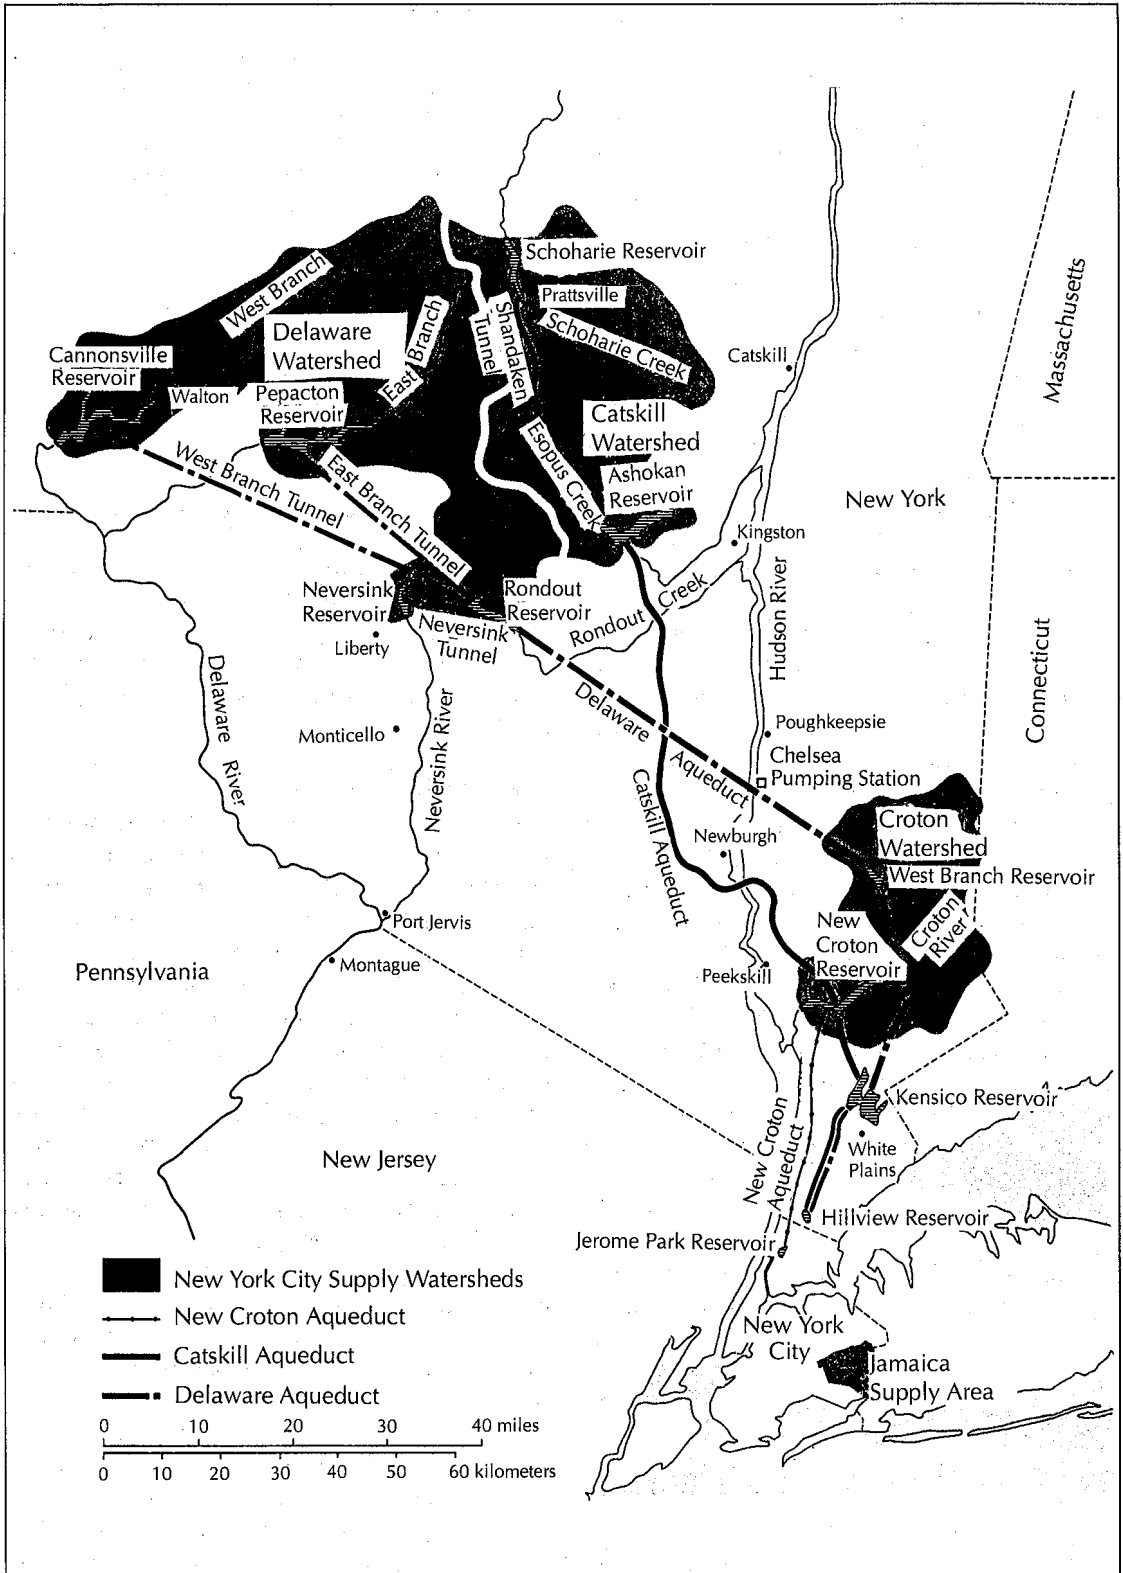 Schoharie Reservoir
West Branch
Prattsville
Shandaken
Tunnel
Schoharie Creek
Delaware
Watershed
East Branch
Cannonsville
Reservoir
Walton
Pepacton
Reservoir
Catskill
Massachusetts
Catskill
Watershed
Esopus Creek
Ashokan
Reservoir
West Branch Tunnel
East Branch Tunnel
New York
Kingston
Neversink
Reservoir
Rondout
Reservoir
Rondout Creek
Hudson River
Liberty
Neversink
Tunnel
Connecticut
Delaware River
Monticello
Neversink River
Delaware Aqueduct
Poughkeepsie
Chelsea
Pumping Station
Catskill Aqueduct
Newburgh
Croton
Watershed
West Branch Reservoir
Croton
River
New
Croton
Reservoir
Port Jervis
Montague
Pennsylvania
Peekskill
Kensico Reservoir
New Croton
Aqueduct
White
Plains
New Jersey
Hillview Reservoir
Jerome Park Reservoir
New York
City
Jamaica
Supply Area
New York City Supply Watersheds
New Croton Aqueduct
Catskill Aqueduct
Delaware Aqueduct
0 10 20 30 40 miles
0 10 20 30 40 50 60 kilometers